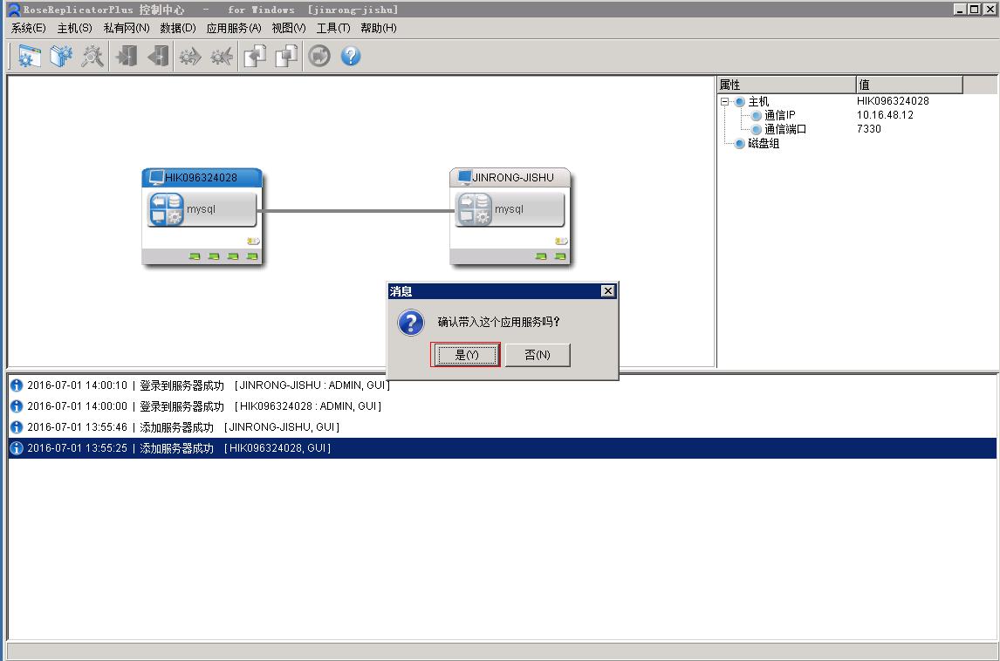 RoseReplicatorPlus 控制中心 - for Windows [jinrong-jishu]
系统(E) 主机(S) 私有网(N) 数据(D) 应用服务(A) 视图(V) 工具(T) 帮助(H)
属性 值
主机 HIK096324028
通信IP 10.16.48.12
通信端口 7330
磁盘组
HIK096324028
mysql
JINRONG-JISHU
mysql
消息
确认带入这个应用服务吗?
是(Y) 否(N)
2016-07-01 14:00:10 | 登录到服务器成功 [JINRONG-JISHU : ADMIN, GUI]
2016-07-01 14:00:00 | 登录到服务器成功 [HIK096324028 : ADMIN, GUI]
2016-07-01 13:55:46 | 添加服务器成功 [JINRONG-JISHU, GUI]
2016-07-01 13:55:25 | 添加服务器成功 [HIK096324028, GUI]